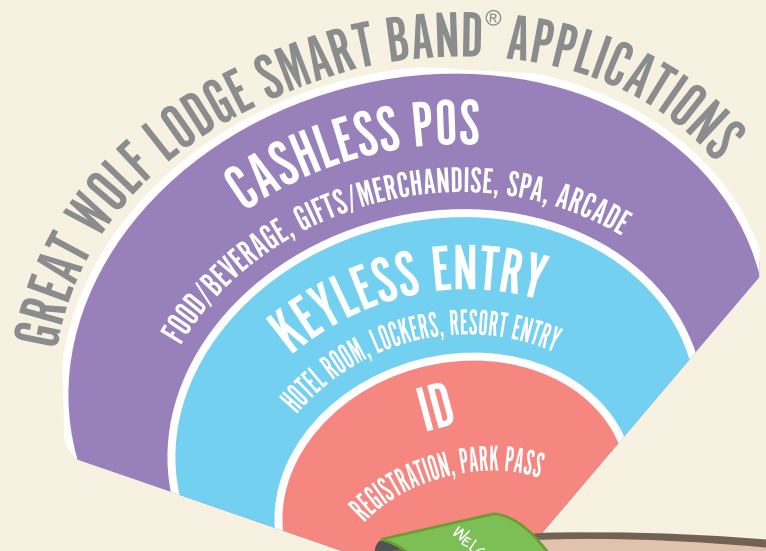 GREAT WOLF LODGE SMART BAND® APPLICATIONS
CASHLESS POS
FOOD/BEVERAGE, GIFTS/MERCHANDISE, SPA, ARCADE
KEYLESS ENTRY
HOTEL ROOM, LOCKERS, RESORT ENTRY
ID
REGISTRATION, PARK PASS